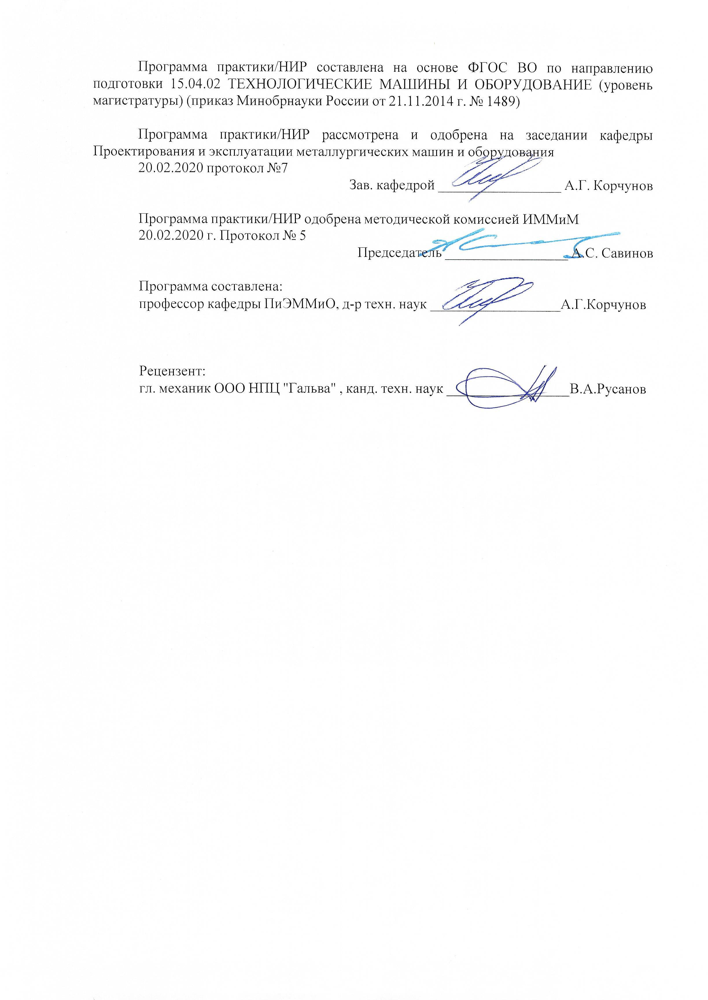 Программа практики/НИР составлена на основе ФГОС ВО по направлению
подготовки 15.04.02 ТЕХНОЛОГИЧЕСКИЕ МАШИНЫ И ОБОРУДОВАНИЕ (уровень
магистратуры) (приказ Минобрнауки России от 21.11.2014 г. № 1489)
Программа практики/НИР рассмотрена и одобрена на заседании кафедры
Проектирования и эксплуатации металлургических машин и оборудования
20.02.2020 протокол №7
Зав. кафедрой _________________ А.Г. Корчунов
Программа практики/НИР одобрена методической комиссией ИММиМ
20.02.2020 г. Протокол № 5
Председатель _________________ А.С. Савинов
Программа составлена:
профессор кафедры ПиЭММиО, д-р техн. наук __________________А.Г.Корчунов
Рецензент:
гл. механик ООО НПЦ "Гальва" , канд. техн. наук _________________В.А.Русанов